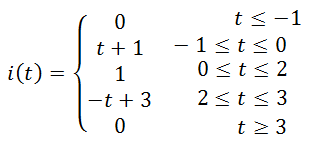 0 t ≤ −1
t + 1 − 1 ≤ t ≤ 0
i(t) = { 1 0 ≤ t ≤ 2
−t + 3 2 ≤ t ≤ 3
0 t ≥ 3